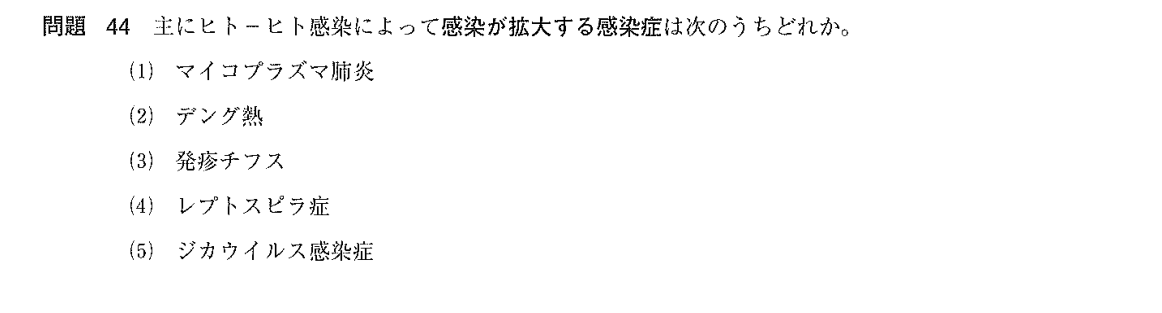 問題 44 主にヒト－ヒト感染によって感染が拡大する感染症は次のうちどれか。
(1) マイコプラズマ肺炎
(2) デング熱
(3) 発疹チフス
(4) レプトスピラ症
(5) ジカウイルス感染症